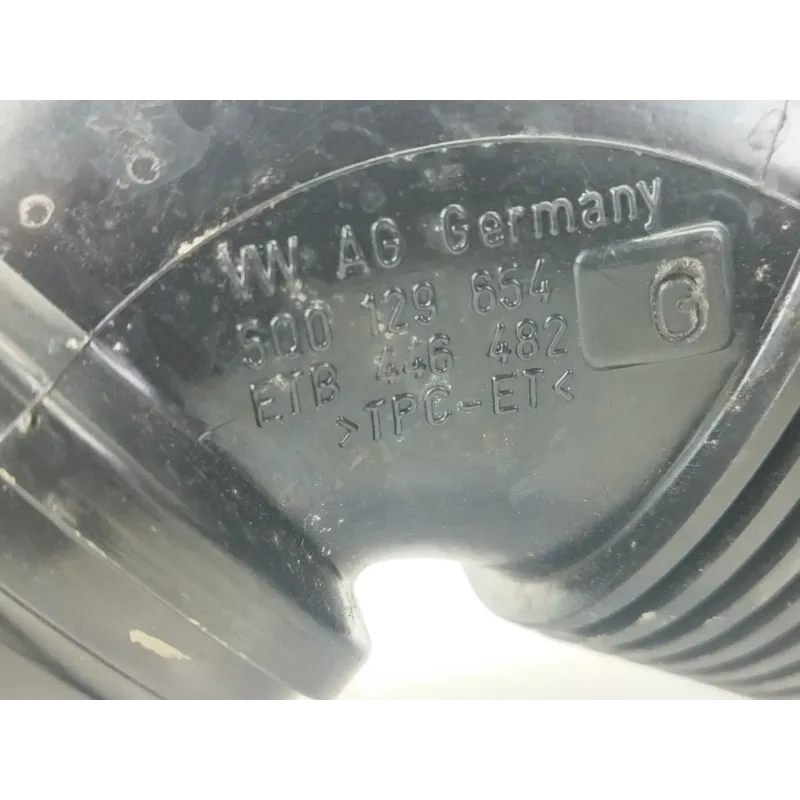 VW AG Germany
5Q0 129 654 G
ETB 446 482
>TPC-ET<